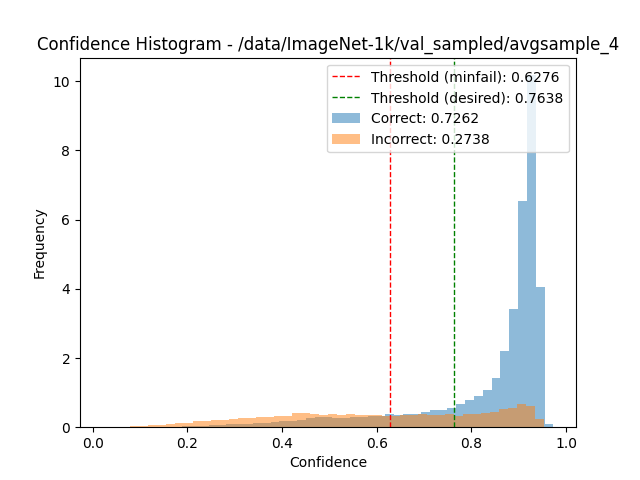 Confidence Histogram - /data/ImageNet-1k/val_sampled/avgsample_4
Threshold (minfail): 0.6276
Threshold (desired): 0.7638
Correct: 0.7262
Incorrect: 0.2738
Frequency
10
8
6
4
2
0
0.0 0.2 0.4 0.6 0.8 1.0
Confidence